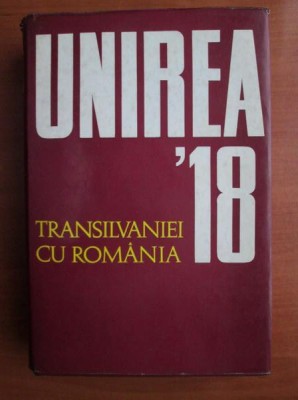 UNIREA
'18
TRANSILVANIEI
CU ROMÂNIA